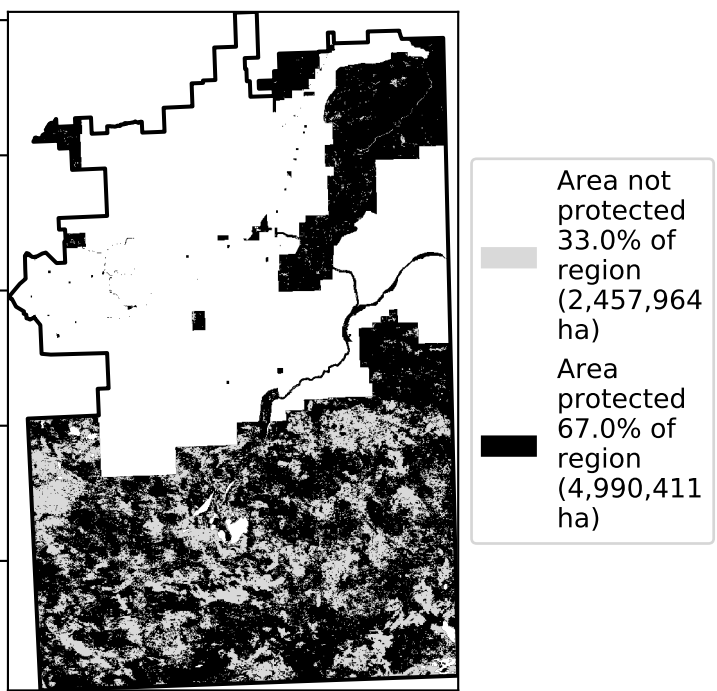 Area not
protected
33.0% of
region
(2,457,964
ha)
Area
protected
67.0% of
region
(4,990,411
ha)